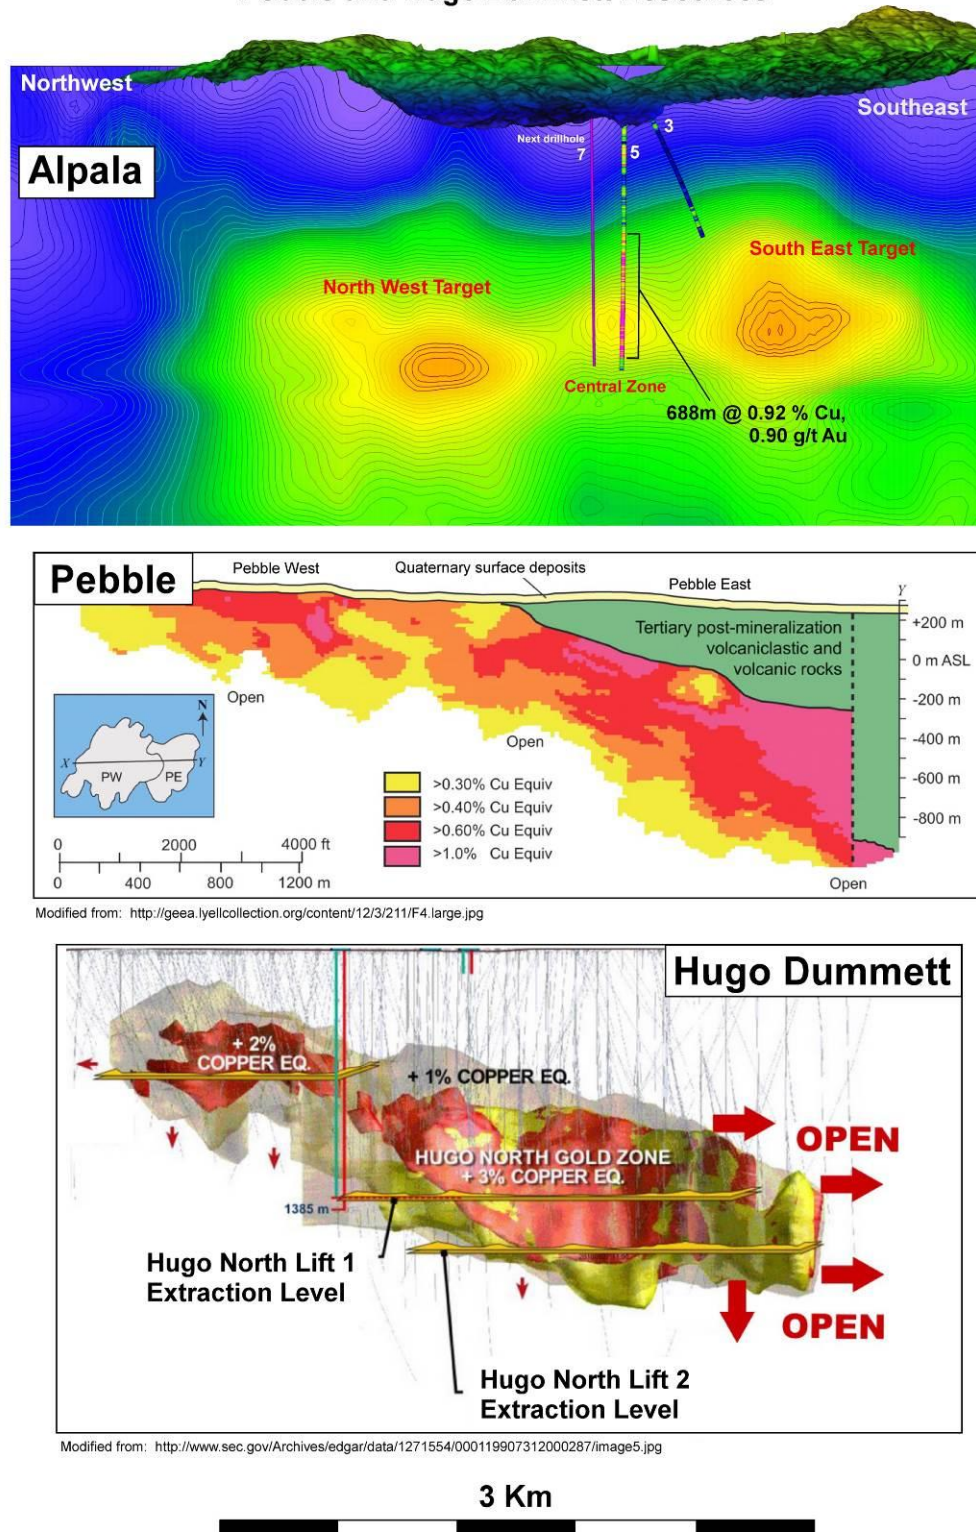 Northwest
Southeast
Alpala
Next drillhole
7
5
3
North West Target
South East Target
Central Zone
688m @ 0.92 % Cu,
0.90 g/t Au
Pebble
Pebble West
Quaternary surface deposits
Pebble East
Y
Tertiary post-mineralization
volcaniclastic and
volcanic rocks
+200 m
0 m ASL
-200 m
-400 m
-600 m
-800 m
Open
Open
Open
N
X
Y
PW
PE
>0.30% Cu Equiv
>0.40% Cu Equiv
>0.60% Cu Equiv
>1.0% Cu Equiv
0 2000 4000 ft
0 400 800 1200 m
Modified from: http://geea.lyellcollection.org/content/12/3/211/F4.large.jpg
Hugo Dummett
+ 2%
COPPER EQ.
+ 1% COPPER EQ.
HUGO NORTH GOLD ZONE
+ 3% COPPER EQ.
OPEN
1385 m
Hugo North Lift 1
Extraction Level
OPEN
Hugo North Lift 2
Extraction Level
Modified from: http://www.sec.gov/Archives/edgar/data/1271554/000119907312000287/image5.jpg
3 Km